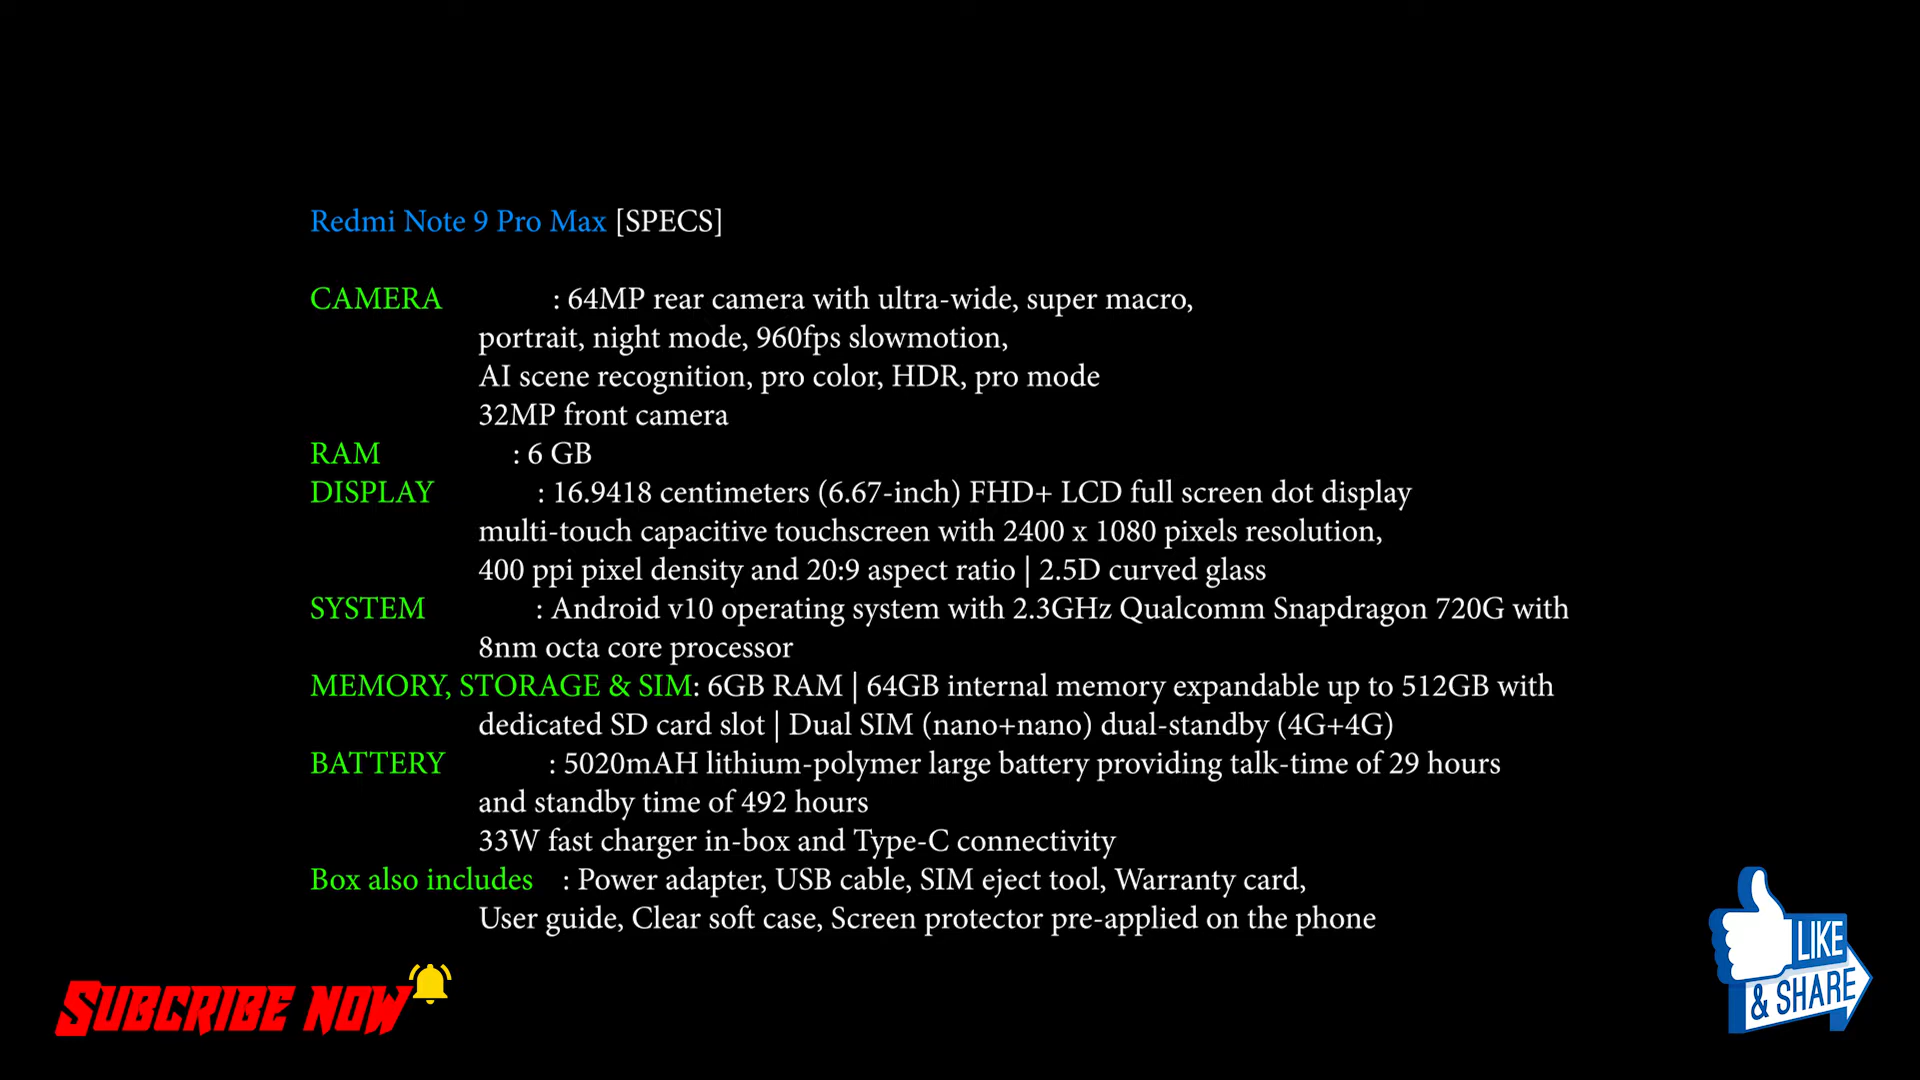 Redmi Note 9 Pro Max [SPECS]
CAMERA : 64MP rear camera with ultra-wide, super macro,
portrait, night mode, 960fps slowmotion,
AI scene recognition, pro color, HDR, pro mode
32MP front camera
RAM : 6 GB
DISPLAY : 16.9418 centimeters (6.67-inch) FHD+ LCD full screen dot display
multi-touch capacitive touchscreen with 2400 x 1080 pixels resolution,
400 ppi pixel density and 20:9 aspect ratio | 2.5D curved glass
SYSTEM : Android v10 operating system with 2.3GHz Qualcomm Snapdragon 720G with
8nm octa core processor
MEMORY, STORAGE & SIM: 6GB RAM | 64GB internal memory expandable up to 512GB with
dedicated SD card slot | Dual SIM (nano+nano) dual-standby (4G+4G)
BATTERY : 5020mAH lithium-polymer large battery providing talk-time of 29 hours
and standby time of 492 hours
33W fast charger in-box and Type-C connectivity
Box also includes : Power adapter, USB cable, SIM eject tool, Warranty card,
User guide, Clear soft case, Screen protector pre-applied on the phone
SUBCRIBE NOW
LIKE
& SHARE